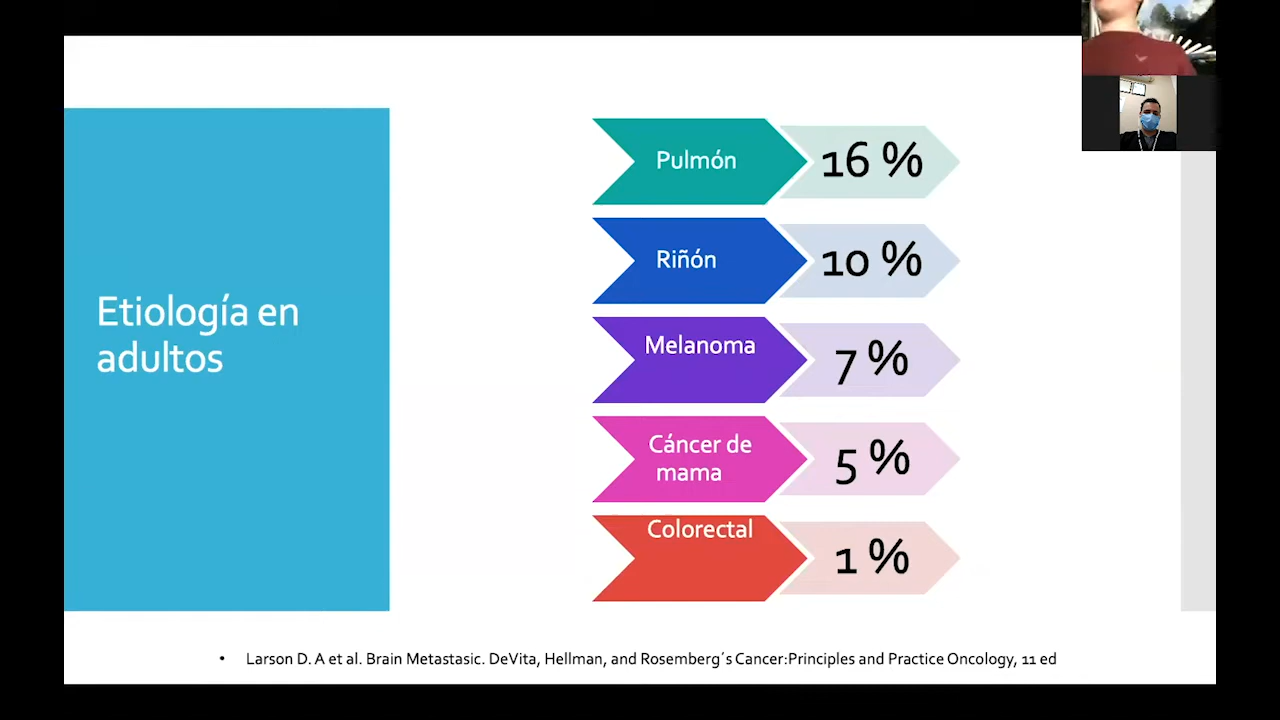 Etiología en
adultos
Pulmón
16 %
Riñón
10 %
Melanoma
7 %
Cáncer de
mama
5 %
Colorectal
1 %
• Larson D. A et al. Brain Metastasic. DeVita, Hellman, and Rosemberg´s Cancer:Principles and Practice Oncology, 11 ed